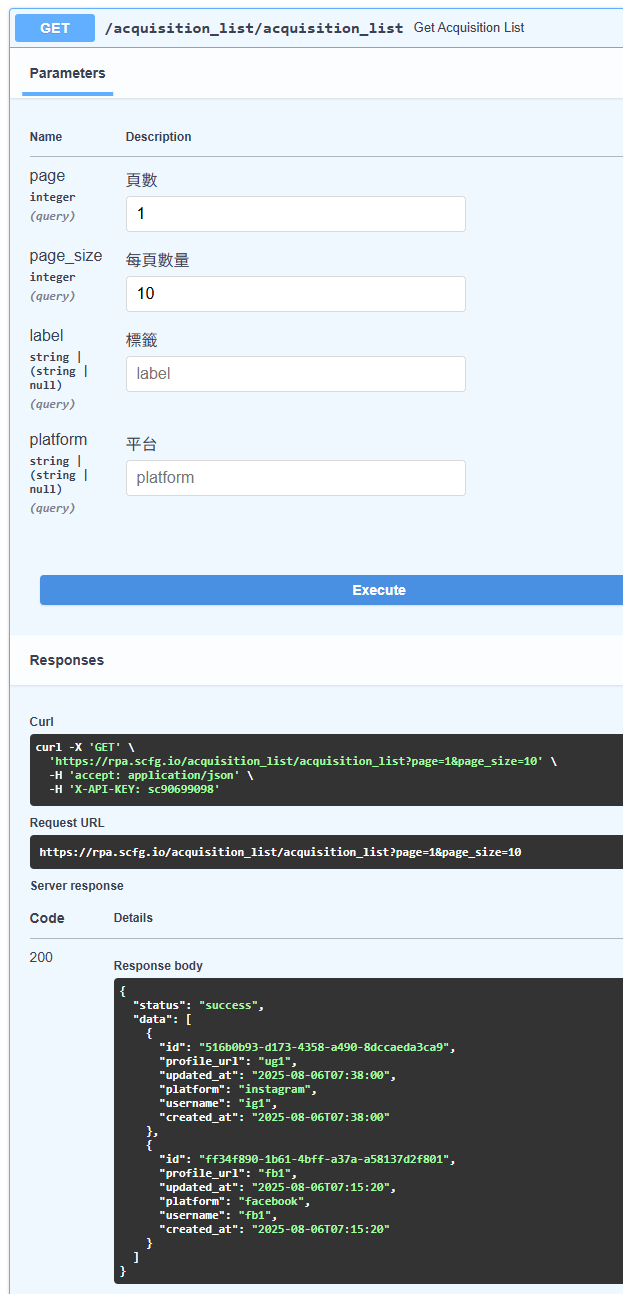 GET /acquisition_list/acquisition_list Get Acquisition List
Parameters
Name Description
page 頁數
integer
(query)
1
page_size 每頁數量
integer
(query)
10
label 標籤
string |
(string |
null)
(query)
label
platform 平台
string |
(string |
null)
(query)
platform
Execute
Responses
Curl
curl -X 'GET' \
  'https://rpa.scfg.io/acquisition_list/acquisition_list?page=1&page_size=10' \
  -H 'accept: application/json' \
  -H 'X-API-KEY: sc90699098'
Request URL
https://rpa.scfg.io/acquisition_list/acquisition_list?page=1&page_size=10
Server response
Code Details
200
Response body
{
  "status": "success",
  "data": [
    {
      "id": "516b0b93-d173-4358-a490-8dccaeda3ca9",
      "profile_url": "ug1",
      "updated_at": "2025-08-06T07:38:00",
      "platform": "instagram",
      "username": "ig1",
      "created_at": "2025-08-06T07:38:00"
    },
    {
      "id": "ff34f890-1b61-4bff-a37a-a58137d2f801",
      "profile_url": "fb1",
      "updated_at": "2025-08-06T07:15:20",
      "platform": "facebook",
      "username": "fb1",
      "created_at": "2025-08-06T07:15:20"
    }
  ]
}